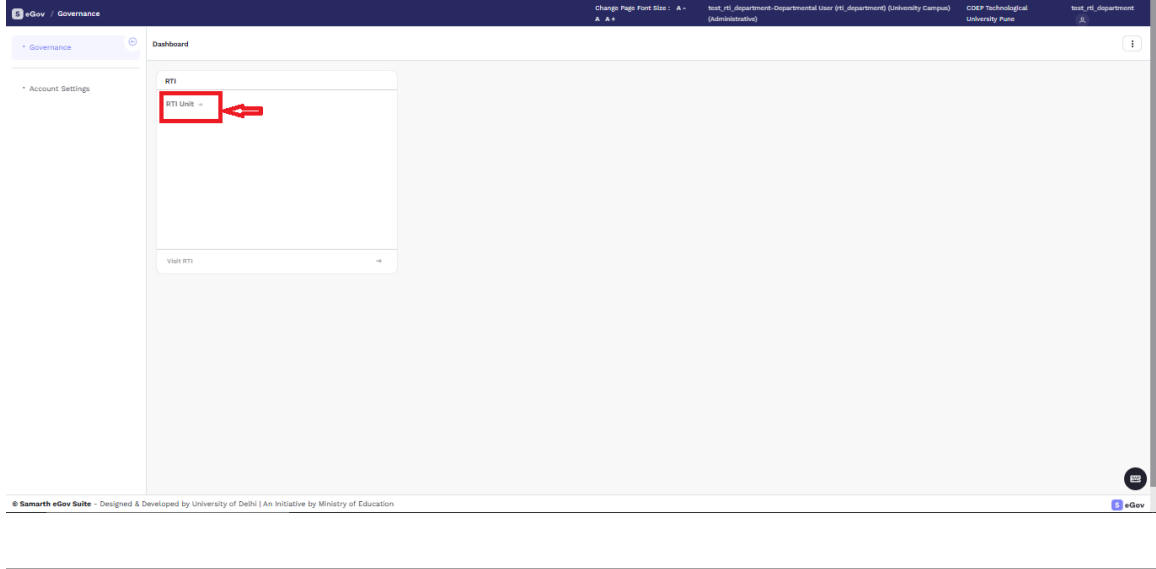 S eGov / Governance
Change Page Font Size : A -
A A +
test_rti_department-Departmental User (rti_department) (University Campus)
(Administrative)
COEP Technological
University Pune
test_rti_department
Governance
Dashboard
Account Settings
RTI
RTI Unit →
Visit RTI →
© Samarth eGov Suite - Designed & Developed by University of Delhi | An Initiative by Ministry of Education
S eGov